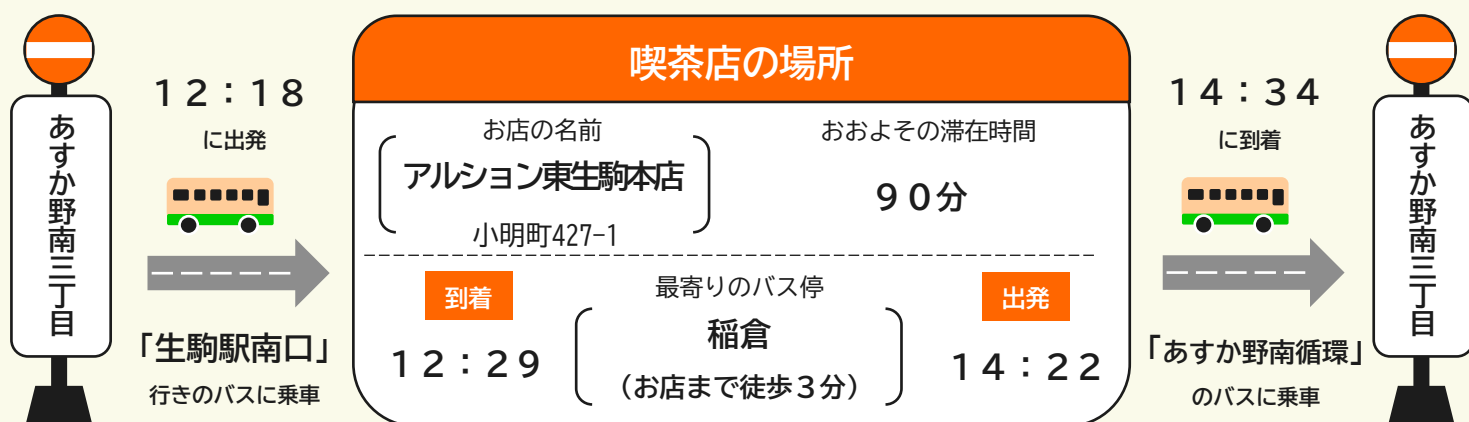 あすか野南三丁目
１２：１８
に出発
「生駒駅南口」
行きのバスに乗車
喫茶店の場所
お店の名前
アルション東生駒本店
小明町427-1
おおよその滞在時間
９０分
到着
１２：２９
最寄りのバス停
稲倉
（お店まで徒歩３分）
出発
１４：２２
１４：３４
に到着
「あすか野南循環」
のバスに乗車
あすか野南三丁目